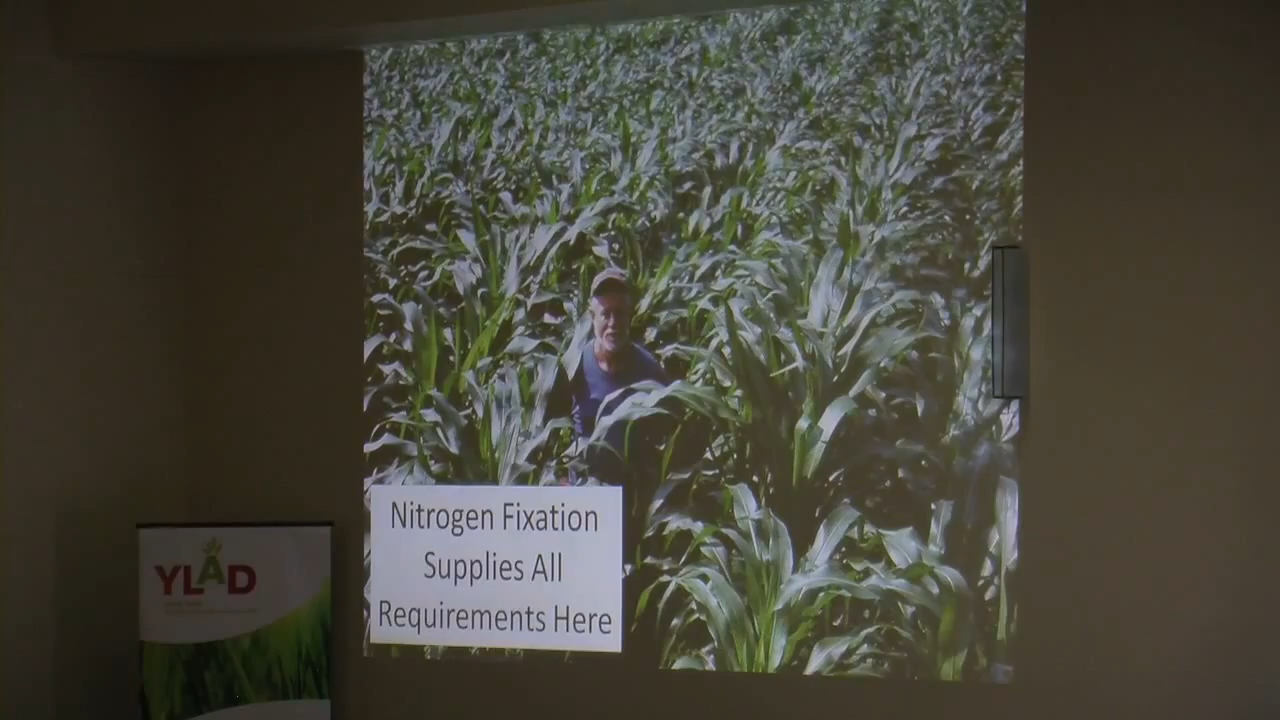 Nitrogen Fixation
Supplies All
Requirements Here
YLAD